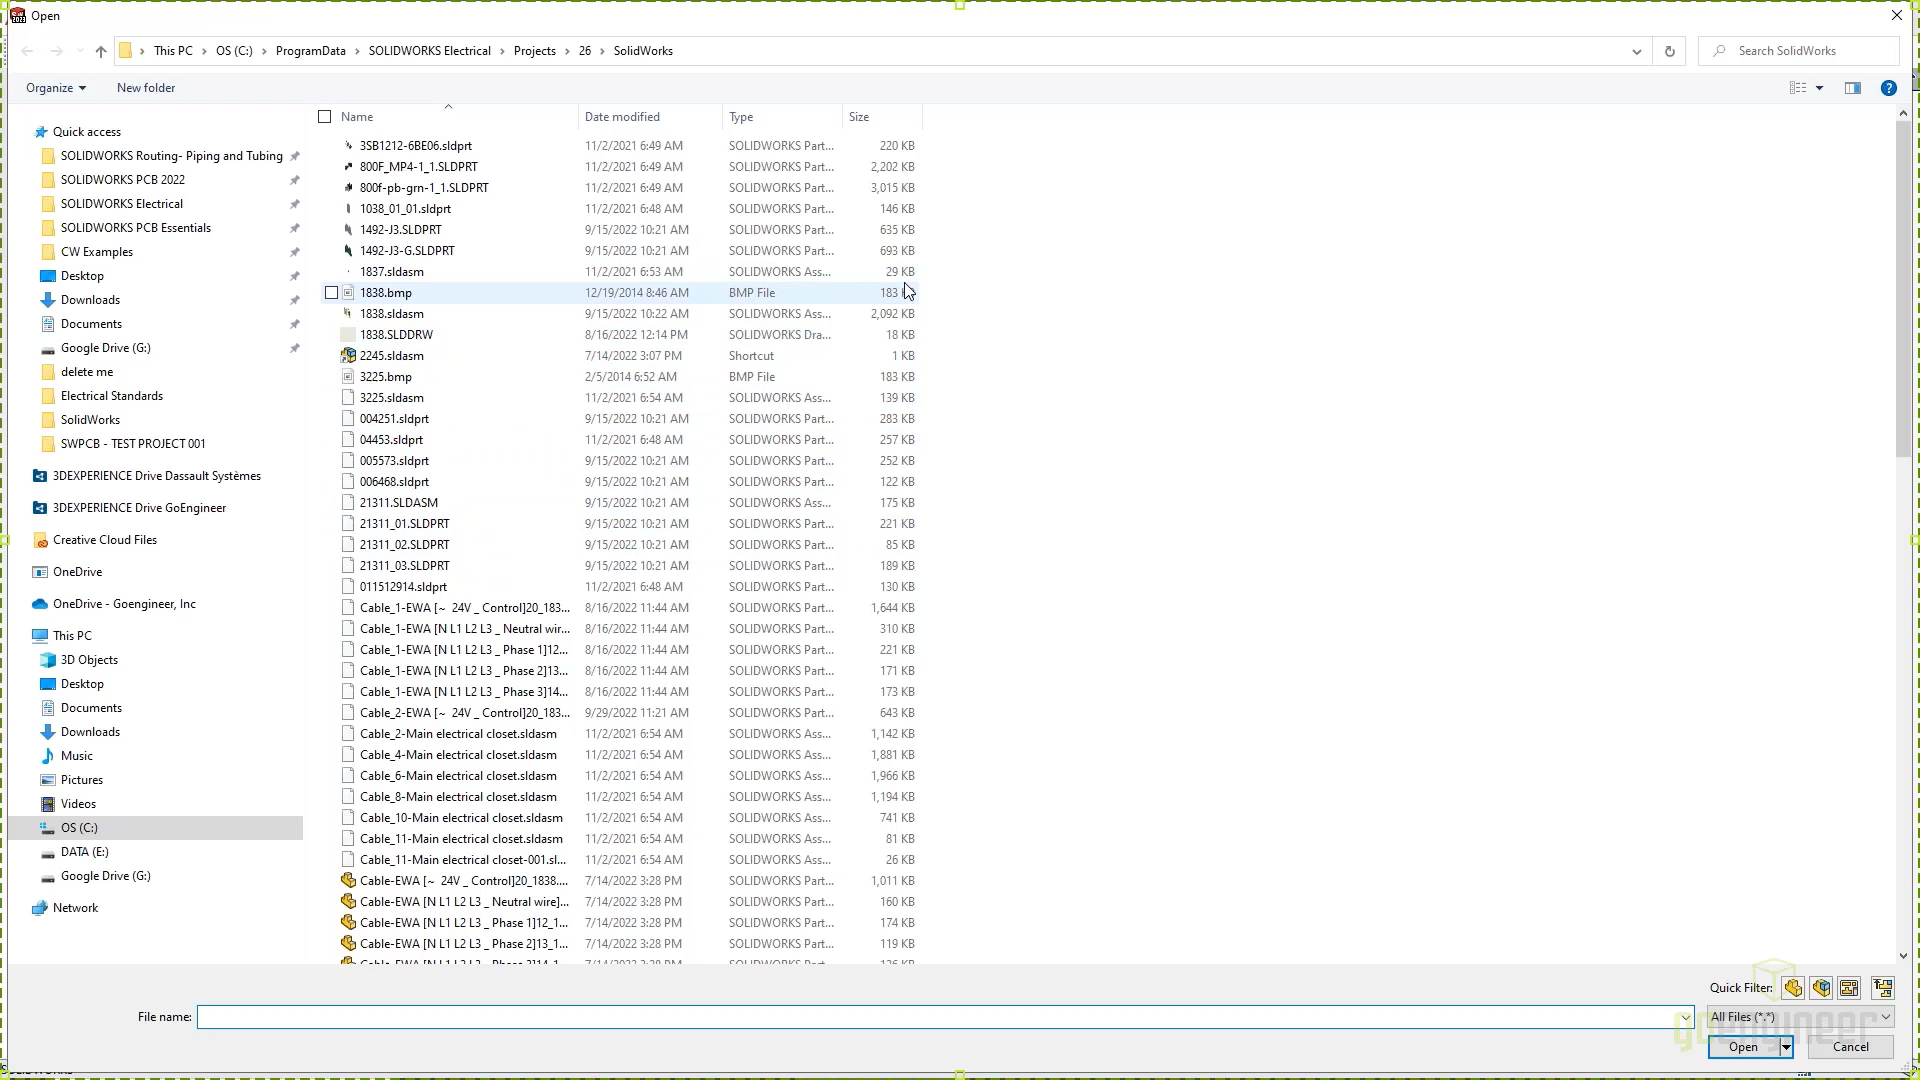 Open
This PC > OS (C:) > ProgramData > SOLIDWORKS Electrical > Projects > 26 > SolidWorks
Search SolidWorks
Organize
New folder
Quick access
SOLIDWORKS Routing- Piping and Tubing
SOLIDWORKS PCB 2022
SOLIDWORKS Electrical
SOLIDWORKS PCB Essentials
CW Examples
Desktop
Downloads
Documents
Google Drive (G:)
delete me
Electrical Standards
SolidWorks
SWPCB - TEST PROJECT 001
3DEXPERIENCE Drive Dassault Systèmes
3DEXPERIENCE Drive GoEngineer
Creative Cloud Files
OneDrive
OneDrive - Goengineer, Inc
This PC
3D Objects
Desktop
Documents
Downloads
Music
Pictures
Videos
OS (C:)
DATA (E:)
Google Drive (G:)
Network
Name Date modified Type Size
3SB1212-6BE06.sldprt 11/2/2021 6:49 AM SOLIDWORKS Part... 220 KB
800F_MP4-1_1.SLDPRT 11/2/2021 6:49 AM SOLIDWORKS Part... 2,202 KB
800f-pb-grn-1_1.SLDPRT 11/2/2021 6:49 AM SOLIDWORKS Part... 3,015 KB
1038_01_01.sldprt 11/2/2021 6:48 AM SOLIDWORKS Part... 146 KB
1492-J3.SLDPRT 9/15/2022 10:21 AM SOLIDWORKS Part... 635 KB
1492-J3-G.SLDPRT 9/15/2022 10:21 AM SOLIDWORKS Part... 693 KB
1837.sldasm 11/2/2021 6:53 AM SOLIDWORKS Ass... 29 KB
1838.bmp 12/19/2014 8:46 AM BMP File 183
1838.sldasm 9/15/2022 10:22 AM SOLIDWORKS Ass... 2,092 KB
1838.SLDDRW 8/16/2022 12:14 PM SOLIDWORKS Dra... 18 KB
2245.sldasm 7/14/2022 3:07 PM Shortcut 1 KB
3225.bmp 2/5/2014 6:52 AM BMP File 183 KB
3225.sldasm 11/2/2021 6:54 AM SOLIDWORKS Ass... 139 KB
004251.sldprt 9/15/2022 10:21 AM SOLIDWORKS Part... 283 KB
04453.sldprt 11/2/2021 6:48 AM SOLIDWORKS Part... 257 KB
005573.sldprt 9/15/2022 10:21 AM SOLIDWORKS Part... 252 KB
006468.sldprt 9/15/2022 10:21 AM SOLIDWORKS Part... 122 KB
21311.SLDASM 9/15/2022 10:21 AM SOLIDWORKS Ass... 175 KB
21311_01.SLDPRT 9/15/2022 10:21 AM SOLIDWORKS Part... 221 KB
21311_02.SLDPRT 9/15/2022 10:21 AM SOLIDWORKS Part... 85 KB
21311_03.SLDPRT 9/15/2022 10:21 AM SOLIDWORKS Part... 189 KB
011512914.sldprt 11/2/2021 6:48 AM SOLIDWORKS Part... 130 KB
Cable_1-EWA [~ 24V _ Control]20_183... 8/16/2022 11:44 AM SOLIDWORKS Part... 1,644 KB
Cable_1-EWA [N L1 L2 L3 _ Neutral wir... 8/16/2022 11:44 AM SOLIDWORKS Part... 310 KB
Cable_1-EWA [N L1 L2 L3 _ Phase 1]12... 8/16/2022 11:44 AM SOLIDWORKS Part... 221 KB
Cable_1-EWA [N L1 L2 L3 _ Phase 2]13... 8/16/2022 11:44 AM SOLIDWORKS Part... 171 KB
Cable_1-EWA [N L1 L2 L3 _ Phase 3]14... 8/16/2022 11:44 AM SOLIDWORKS Part... 173 KB
Cable_2-EWA [~ 24V _ Control]20_183... 9/29/2022 11:21 AM SOLIDWORKS Part... 643 KB
Cable_2-Main electrical closet.sldasm 11/2/2021 6:54 AM SOLIDWORKS Ass... 1,142 KB
Cable_4-Main electrical closet.sldasm 11/2/2021 6:54 AM SOLIDWORKS Ass... 1,881 KB
Cable_6-Main electrical closet.sldasm 11/2/2021 6:54 AM SOLIDWORKS Ass... 1,966 KB
Cable_8-Main electrical closet.sldasm 11/2/2021 6:54 AM SOLIDWORKS Ass... 1,194 KB
Cable_10-Main electrical closet.sldasm 11/2/2021 6:54 AM SOLIDWORKS Ass... 741 KB
Cable_11-Main electrical closet.sldasm 11/2/2021 6:54 AM SOLIDWORKS Ass... 81 KB
Cable_11-Main electrical closet-001.sl... 11/2/2021 6:54 AM SOLIDWORKS Ass... 26 KB
Cable-EWA [~ 24V _ Control]20_1838.... 7/14/2022 3:28 PM SOLIDWORKS Part... 1,011 KB
Cable-EWA [N L1 L2 L3 _ Neutral wire]... 7/14/2022 3:28 PM SOLIDWORKS Part... 160 KB
Cable-EWA [N L1 L2 L3 _ Phase 1]12_1... 7/14/2022 3:28 PM SOLIDWORKS Part... 174 KB
Cable-EWA [N L1 L2 L3 _ Phase 2]13_1... 7/14/2022 3:28 PM SOLIDWORKS Part... 119 KB
Quick Filter:
File name:
All Files (*.*)
goengineer
Open
Cancel